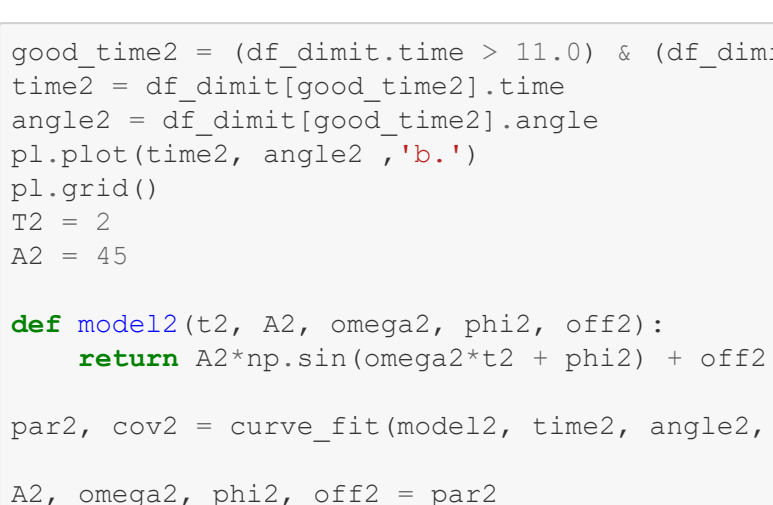 good_time2 = (df_dimit.time > 11.0) & (df_dimi
time2 = df_dimit[good_time2].time
angle2 = df_dimit[good_time2].angle
pl.plot(time2, angle2 ,'b.')
pl.grid()
T2 = 2
A2 = 45
def model2(t2, A2, omega2, phi2, off2):
    return A2*np.sin(omega2*t2 + phi2) + off2
par2, cov2 = curve_fit(model2, time2, angle2,
A2, omega2, phi2, off2 = par2